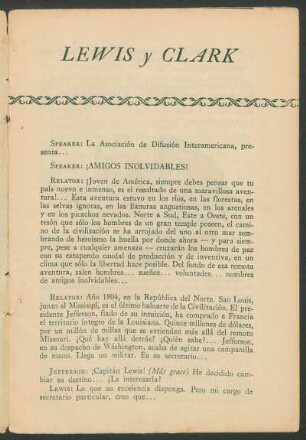 LEWIS y CLARK
SPEAKER: La Asociación de Difusión Interamericana, pre-
senta...
SPEAKER: ¡AMIGOS INOLVIDABLES!
RELATOR: ¡Joven de América, siempre debes pensar que tu
país nuevo e inmenso, es el resultado de una maravillosa aven-
tural... Esta aventura estuvo en los ríos, en las florestas, en
las selvas ignotas, en las llanuras angustiosas, en los arenales
y en los picachos nevados. Norte a Sud, Este a Oeste, con un
tesón que sólo los hombres de un gran temple poseen, el camino
de la civilización se ha arrojado del uno al otro mar som-
brando de heroísmo la huella por donde ahora — y para siem-
pre, pese a cualquier amenaza — cruzarán los hombres de paz
con su estupendo caudal de producción y de inventiva, en un
clima que sólo la libertad hace posible. Del fondo de esa remota
aventura, salen hombres... sueños... voluntades... nombres
de amigos inolvidables...
RELATOR: Año 1804, en la República del Norte. San Louis,
junto al Misisipí, es el último baluarte de la Civilización. El pre-
sidente Jefferson, fiado de su intuición, ha comprado a Francia
el territorio íntegro de la Louisiana. Quince millones de dólares,
por un millón de millas que se extienden más allá del remoto
Missouri. ¿Qué hay allá detrás? ¿Quién sabe?... Jefferson,
en su despacho de Wáshington, acaba de agitar una campanilla
de mano. Llega un militar. Es su secretario...
JEFFERSON: ¡Capitán Lewis! (Más grave) He decidido cam-
biar su destino... ¿Le interesaría?
LEWIS: Lo que su excelencia disponga. Pero mi cargo de
secretario particular, creo que...